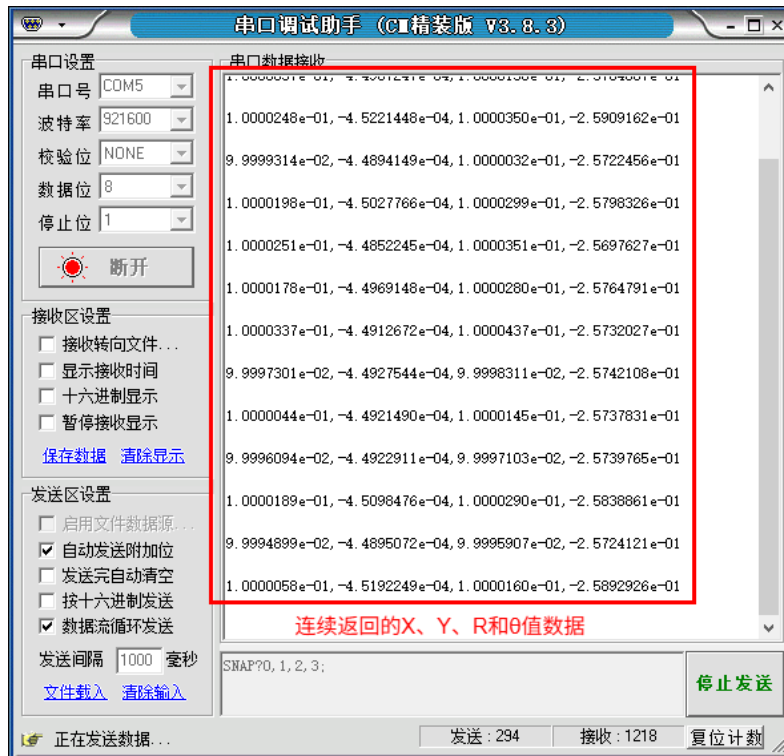 串口调试助手 (CM精装版 V3.8.3)
串口设置
串口号 COM5
波特率 921600
校验位 NONE
数据位 8
停止位 1
断开
接收区设置
接收转向文件...
显示接收时间
十六进制显示
暂停接收显示
保存数据 清除显示
发送区设置
启用文件数据源...
自动发送附加位
发送完自动清空
按十六进制发送
数据流循环发送
发送间隔 1000 毫秒
文件载入 清除输入
串口数据接收
1.0000248e-01,-4.5221448e-04,1.0000350e-01,-2.5909162e-01
9.9999314e-02,-4.4894149e-04,1.0000032e-01,-2.5722456e-01
1.0000198e-01,-4.5027766e-04,1.0000299e-01,-2.5798326e-01
1.0000251e-01,-4.4852245e-04,1.0000351e-01,-2.5697627e-01
1.0000178e-01,-4.4969148e-04,1.0000280e-01,-2.5764791e-01
1.0000337e-01,-4.4912672e-04,1.0000437e-01,-2.5732027e-01
9.9997301e-02,-4.4927544e-04,9.9998311e-02,-2.5742108e-01
1.0000044e-01,-4.4921490e-04,1.0000145e-01,-2.5737831e-01
9.9996094e-02,-4.4922911e-04,9.9997103e-02,-2.5739765e-01
1.0000189e-01,-4.5098476e-04,1.0000290e-01,-2.5838861e-01
9.9994899e-02,-4.4895072e-04,9.9995907e-02,-2.5724121e-01
1.0000058e-01,-4.5192249e-04,1.0000160e-01,-2.5892926e-01
连续返回的X、Y、R和θ值数据
SNAP?0,1,2,3;
停止发送
正在发送数据...
发送：294
接收：1218
复位计数